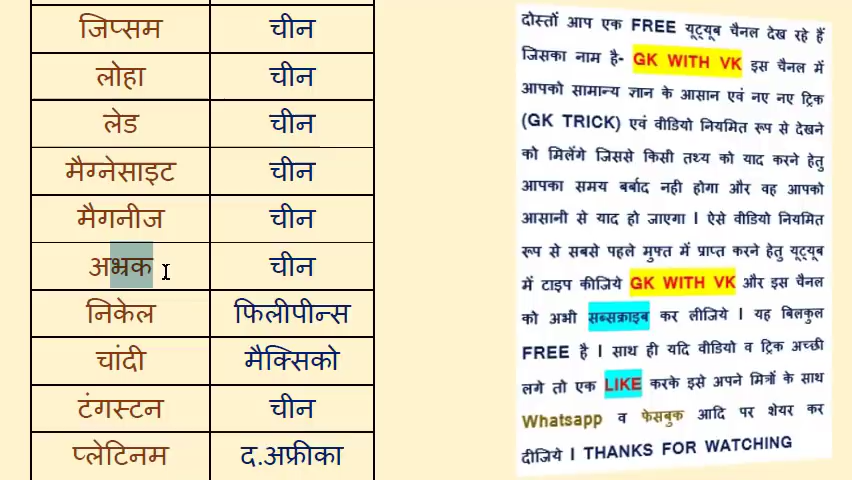 जिप्सम चीन
लोहा चीन
लेड चीन
मैग्नेसाइट चीन
मैगनीज चीन
अभ्रक चीन
निकेल फिलीपीन्स
चांदी मैक्सिको
टंगस्टन चीन
प्लेटिनम द.अफ्रीका
दोस्तों आप एक FREE यूट्यूब चैनल देख रहे हैं
जिसका नाम है- GK WITH VK इस चैनल में
आपको सामान्य ज्ञान के आसान एवं नए नए ट्रिक
(GK TRICK) एवं वीडियो नियमित रूप से देखने
को मिलेंगे जिससे किसी तथ्य को याद करने हेतु
आपका समय बर्बाद नही होगा और वह आपको
आसानी से याद हो जाएगा । ऐसे वीडियो नियमित
रूप से सबसे पहले मुफ्त में प्राप्त करने हेतु यूट्यूब
में टाइप कीजिये GK WITH VK और इस चैनल
को अभी सब्सक्राइब कर लीजिये । यह बिलकुल
FREE है । साथ ही यदि वीडियो व ट्रिक अच्छी
लगे तो एक LIKE करके इसे अपने मित्रों के साथ
Whatsapp व फेसबुक आदि पर शेयर कर
दीजिये । THANKS FOR WATCHING